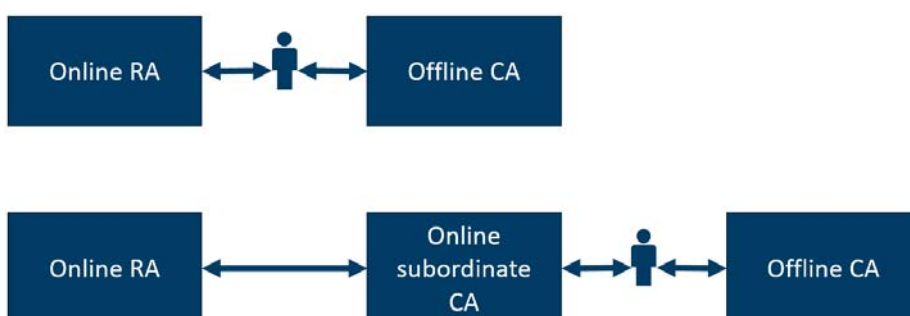 Online RA
Offline CA
Online RA
Online
subordinate
CA
Offline CA